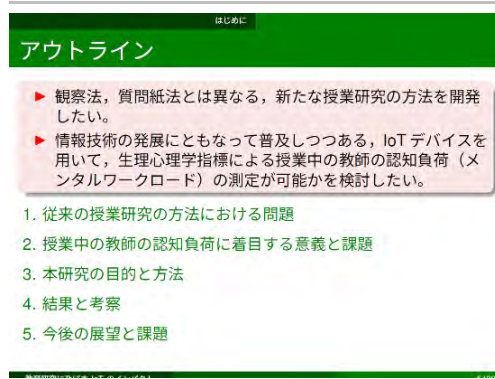 はじめに
アウトライン
観察法，質問紙法とは異なる，新たな授業研究の方法を開発
したい。
情報技術の発展にともなって普及しつつある，IoT デバイスを
用いて，生理心理学指標による授業中の教師の認知負荷（メ
ンタルワークロード）の測定が可能かを検討したい。
1. 従来の授業研究の方法における問題
2. 授業中の教師の認知負荷に着目する意義と課題
3. 本研究の目的と方法
4. 結果と考察
5. 今後の展望と課題